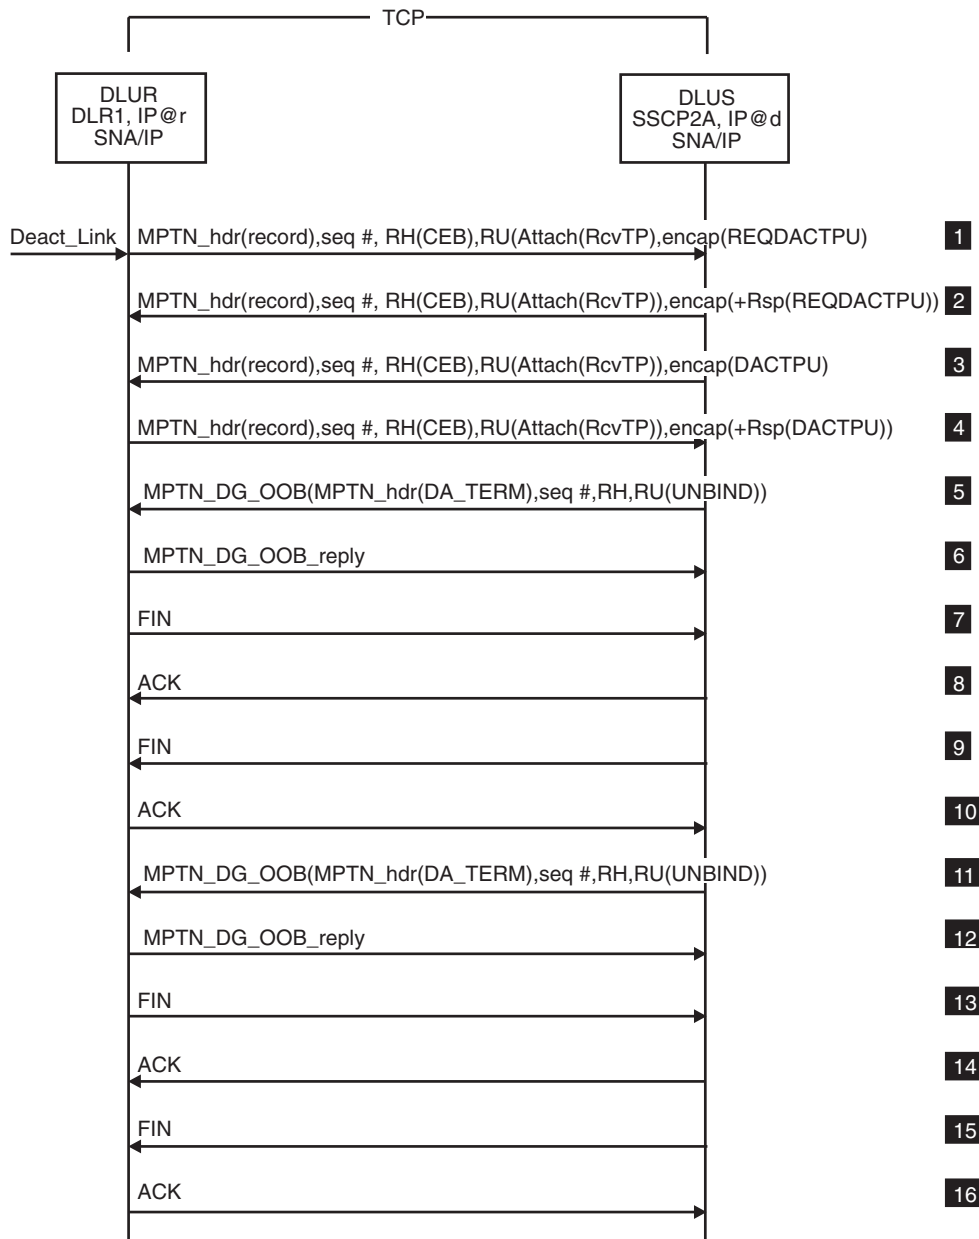 TCP
DLUR
DLR1, IP@r
SNA/IP
DLUS
SSCP2A, IP@d
SNA/IP
Deact_Link MPTN_hdr(record),seq #, RH(CEB),RU(Attach(RcvTP),encap(REQDACTPU) 1
MPTN_hdr(record),seq #, RH(CEB),RU(Attach(RcvTP)),encap(+Rsp(REQDACTPU)) 2
MPTN_hdr(record),seq #, RH(CEB),RU(Attach(RcvTP)),encap(DACTPU) 3
MPTN_hdr(record),seq #, RH(CEB),RU(Attach(RcvTP)),encap(+Rsp(DACTPU)) 4
MPTN_DG_OOB(MPTN_hdr(DA_TERM),seq #,RH,RU(UNBIND)) 5
MPTN_DG_OOB_reply 6
FIN 7
ACK 8
FIN 9
ACK 10
MPTN_DG_OOB(MPTN_hdr(DA_TERM),seq #,RH,RU(UNBIND)) 11
MPTN_DG_OOB_reply 12
FIN 13
ACK 14
FIN 15
ACK 16